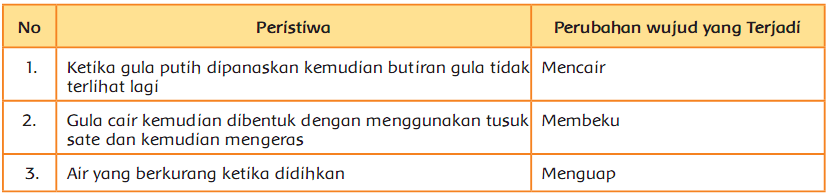 No Peristiwa Perubahan wujud yang Terjadi
1. Ketika gula putih dipanaskan kemudian butiran gula tidak terlihat lagi Mencair
2. Gula cair kemudian dibentuk dengan menggunakan tusuk sate dan kemudian mengeras Membeku
3. Air yang berkurang ketika didihkan Menguap